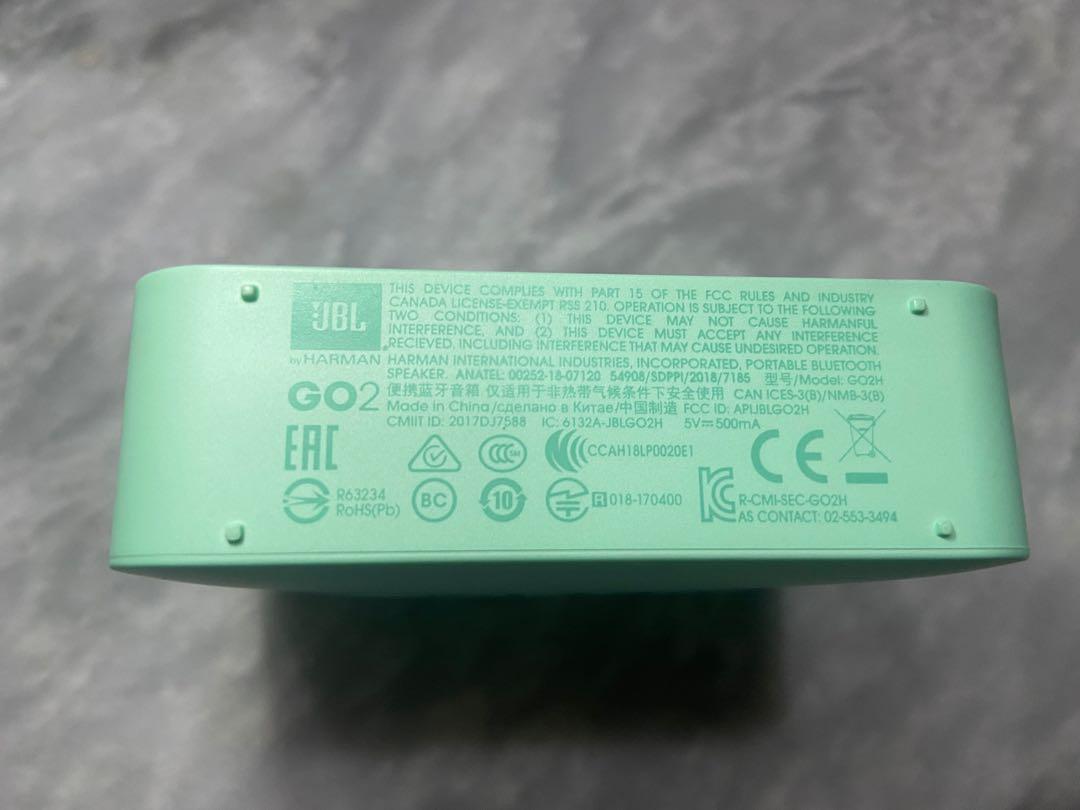 JBL
by HARMAN
THIS DEVICE COMPLIES WITH PART 15 OF THE FCC RULES AND INDUSTRY
CANADA LICENSE-EXEMPT RSS 210. OPERATION IS SUBJECT TO THE FOLLOWING
TWO CONDITIONS: (1) THIS DEVICE MAY NOT CAUSE HARMANFUL
INTERFERENCE, AND (2) THIS DEVICE MUST ACCEPT ANY INTERFERENCE
RECIEVED, INCLUDING INTERFERENCE THAT MAY CAUSE UNDESIRED OPERATION.
HARMAN INTERNATIONAL INDUSTRIES, INCORPORATED, PORTABLE BLUETOOTH
SPEAKER. ANATEL: 00252-18-07120 54908/SDPPI/2018/7185 型号/Model: GO2H
GO2
便携蓝牙音箱 仅适用于非热带气候条件下安全使用 CAN ICES-3(B)/NMB-3(B)
Made in China/сделано в Китае/中国制造 FCC ID: APIJBLGO2H
CMIIT ID: 2017DJ7588 IC: 6132A-JBLGO2H 5V⎓500mA
EAC
CCC
CCAH18LP0020E1
CE
R63234
RoHS(Pb)
BC
10
R 018-170400
R-CMI-SEC-GO2H
AS CONTACT: 02-553-3494